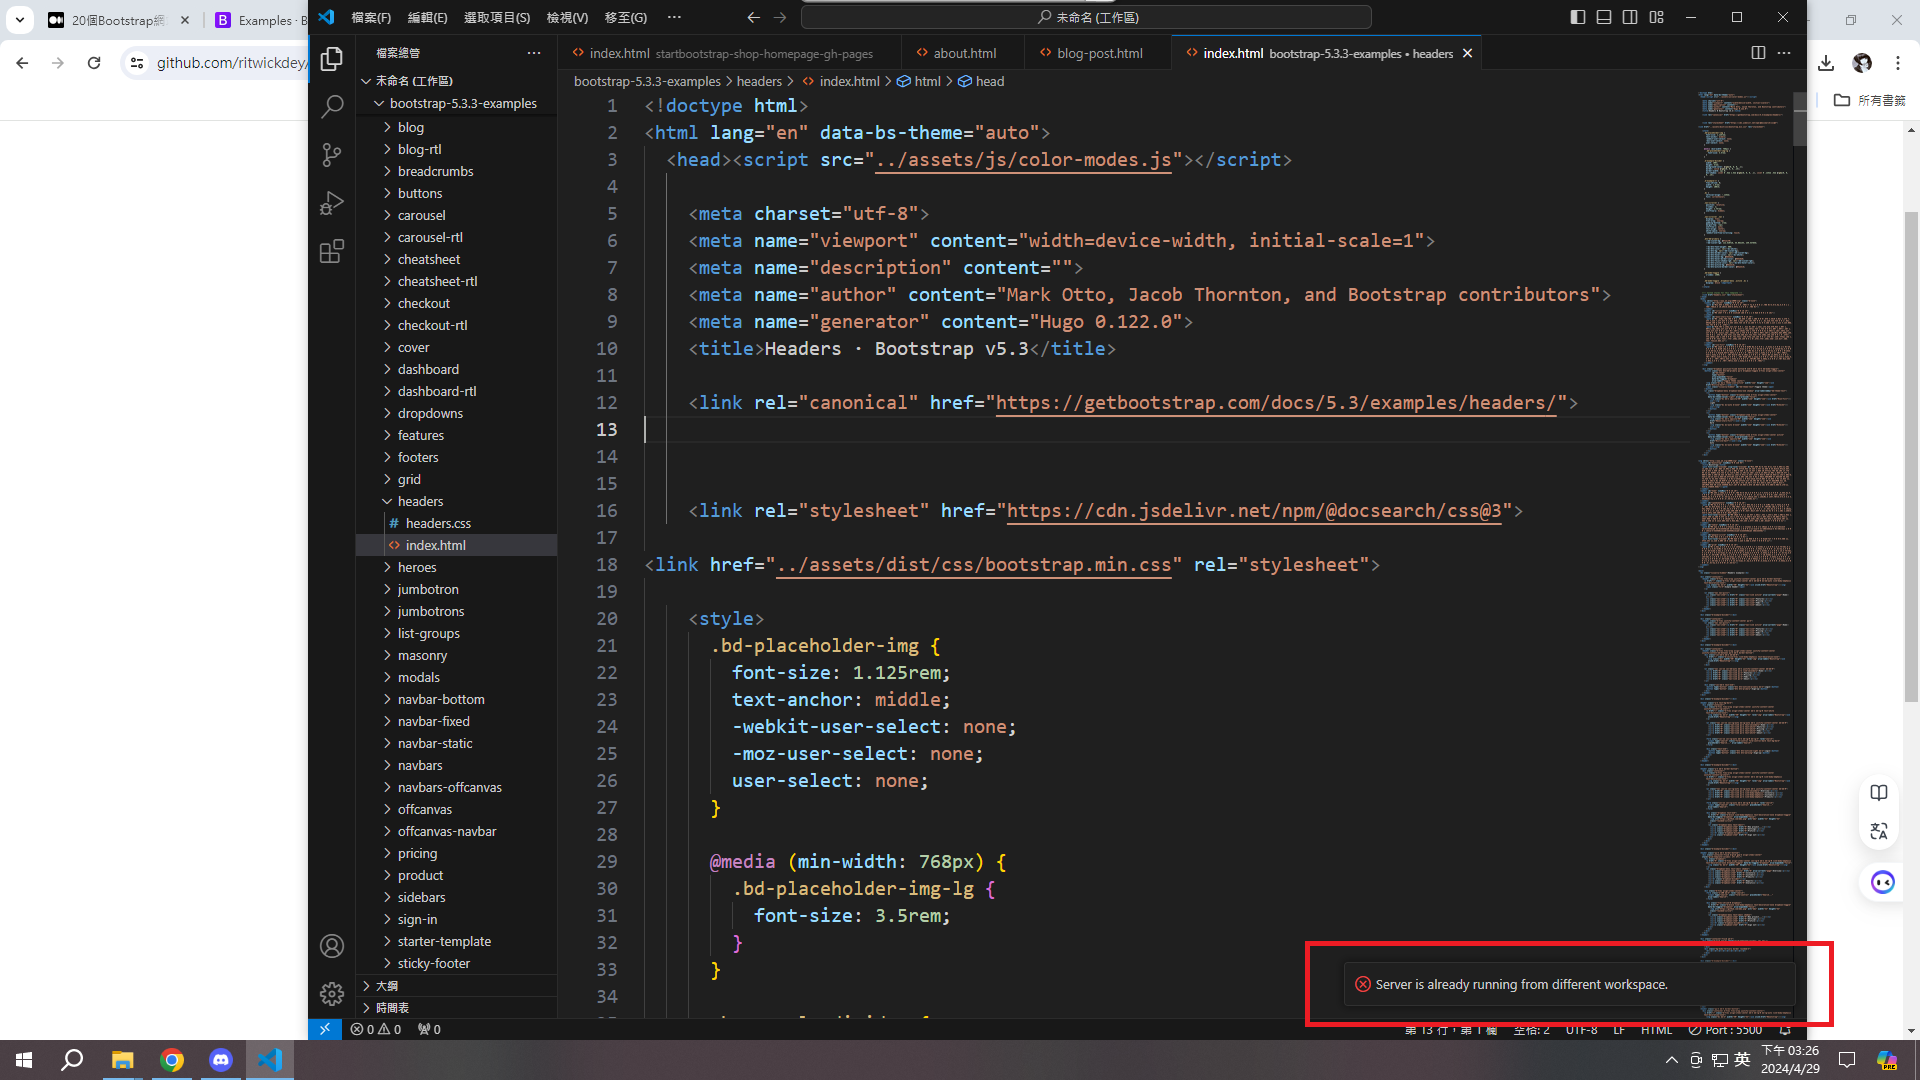 20個Bootstrap網
Examples · B
github.com/ritwickdey/
所有書籤
檔案(F)
編輯(E)
選取項目(S)
檢視(V)
移至(G)
未命名 (工作區)
檔案總管
未命名 (工作區)
bootstrap-5.3.3-examples
blog
blog-rtl
breadcrumbs
buttons
carousel
carousel-rtl
cheatsheet
cheatsheet-rtl
checkout
checkout-rtl
cover
dashboard
dashboard-rtl
dropdowns
features
footers
grid
headers
headers.css
index.html
heroes
jumbotron
jumbotrons
list-groups
masonry
modals
navbar-bottom
navbar-fixed
navbar-static
navbars
navbars-offcanvas
offcanvas
offcanvas-navbar
pricing
product
sidebars
sign-in
starter-template
sticky-footer
大綱
時間表
index.html startbootstrap-shop-homepage-gh-pages
about.html
blog-post.html
index.html bootstrap-5.3.3-examples • headers
bootstrap-5.3.3-examples > headers > index.html > html > head
1 <!doctype html>
2 <html lang="en" data-bs-theme="auto">
3 <head><script src="../assets/js/color-modes.js"></script>
4
5 <meta charset="utf-8">
6 <meta name="viewport" content="width=device-width, initial-scale=1">
7 <meta name="description" content="">
8 <meta name="author" content="Mark Otto, Jacob Thornton, and Bootstrap contributors">
9 <meta name="generator" content="Hugo 0.122.0">
10 <title>Headers · Bootstrap v5.3</title>
11
12 <link rel="canonical" href="https://getbootstrap.com/docs/5.3/examples/headers/">
13
14
15
16 <link rel="stylesheet" href="https://cdn.jsdelivr.net/npm/@docsearch/css@3">
17
18 <link href="../assets/dist/css/bootstrap.min.css" rel="stylesheet">
19
20 <style>
21 .bd-placeholder-img {
22 font-size: 1.125rem;
23 text-anchor: middle;
24 -webkit-user-select: none;
25 -moz-user-select: none;
26 user-select: none;
27 }
28
29 @media (min-width: 768px) {
30 .bd-placeholder-img-lg {
31 font-size: 3.5rem;
32 }
33 }
34
Server is already running from different workspace.
0 0 0
第 13 行，第 1 欄 空格: 2 UTF-8 LF HTML Port : 5500
英
下午 03:26
2024/4/29
PRE